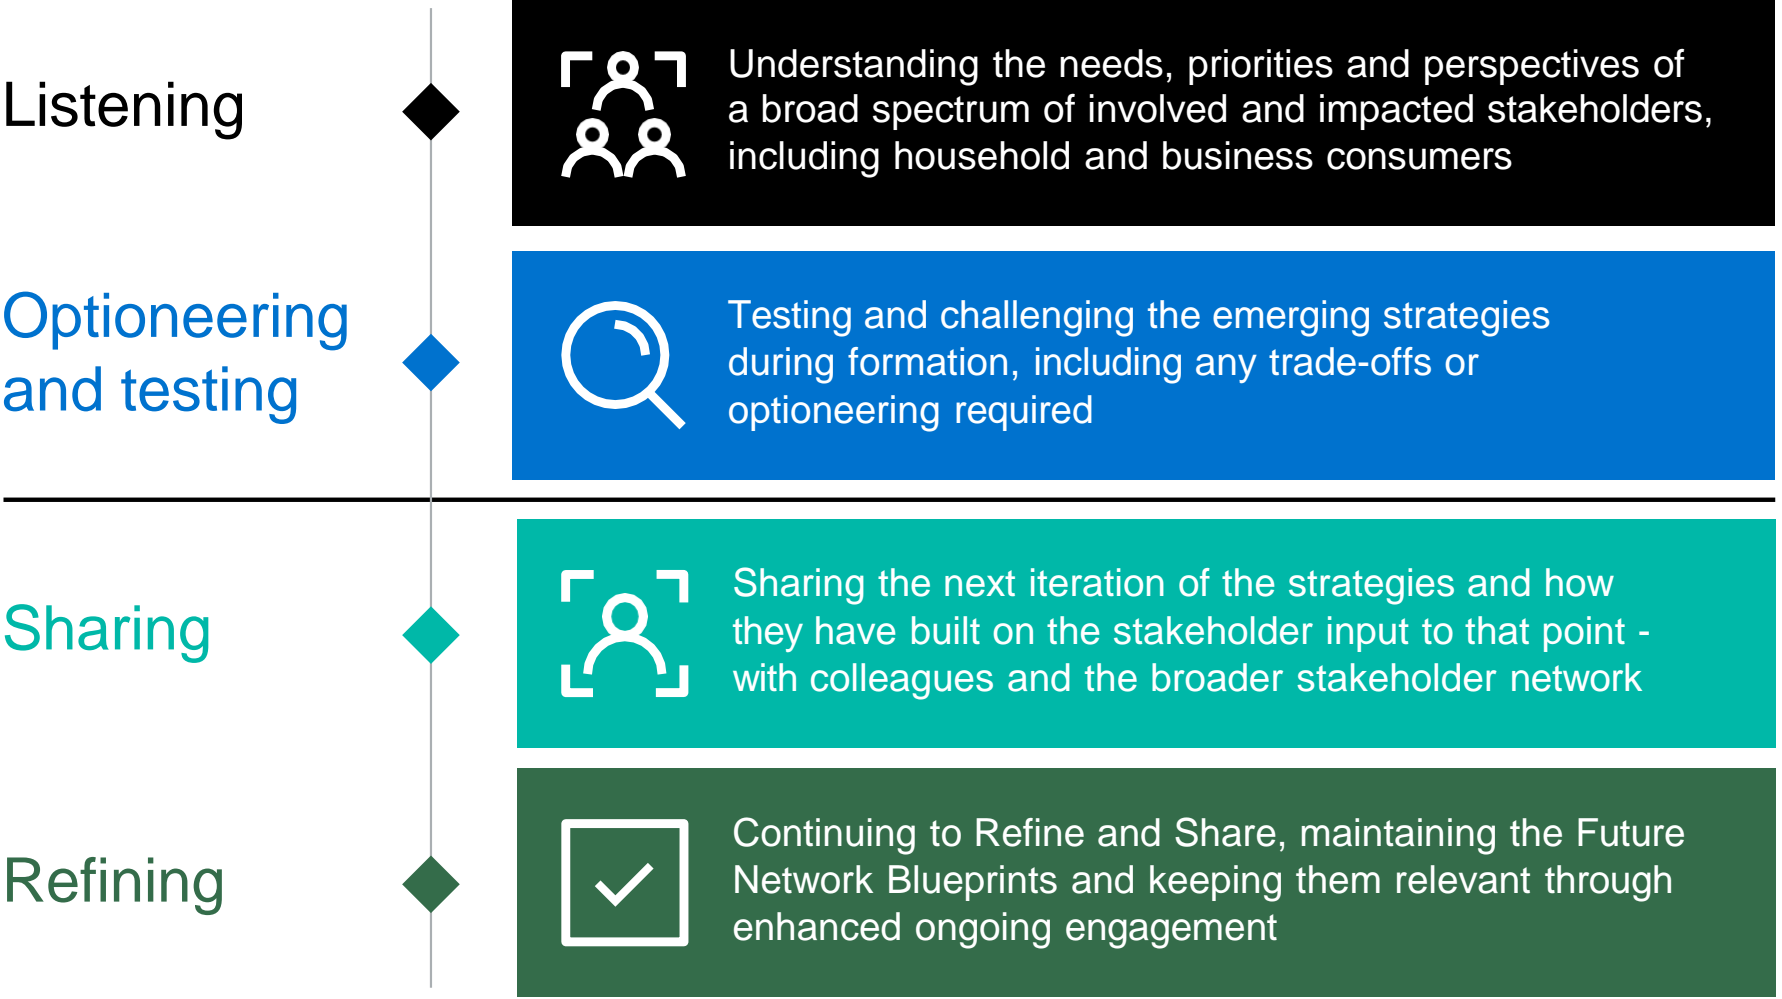 Listening
Understanding the needs, priorities and perspectives of
a broad spectrum of involved and impacted stakeholders,
including household and business consumers
Optioneering
and testing
Testing and challenging the emerging strategies
during formation, including any trade-offs or
optioneering required
Sharing
Sharing the next iteration of the strategies and how
they have built on the stakeholder input to that point -
with colleagues and the broader stakeholder network
Refining
Continuing to Refine and Share, maintaining the Future
Network Blueprints and keeping them relevant through
enhanced ongoing engagement